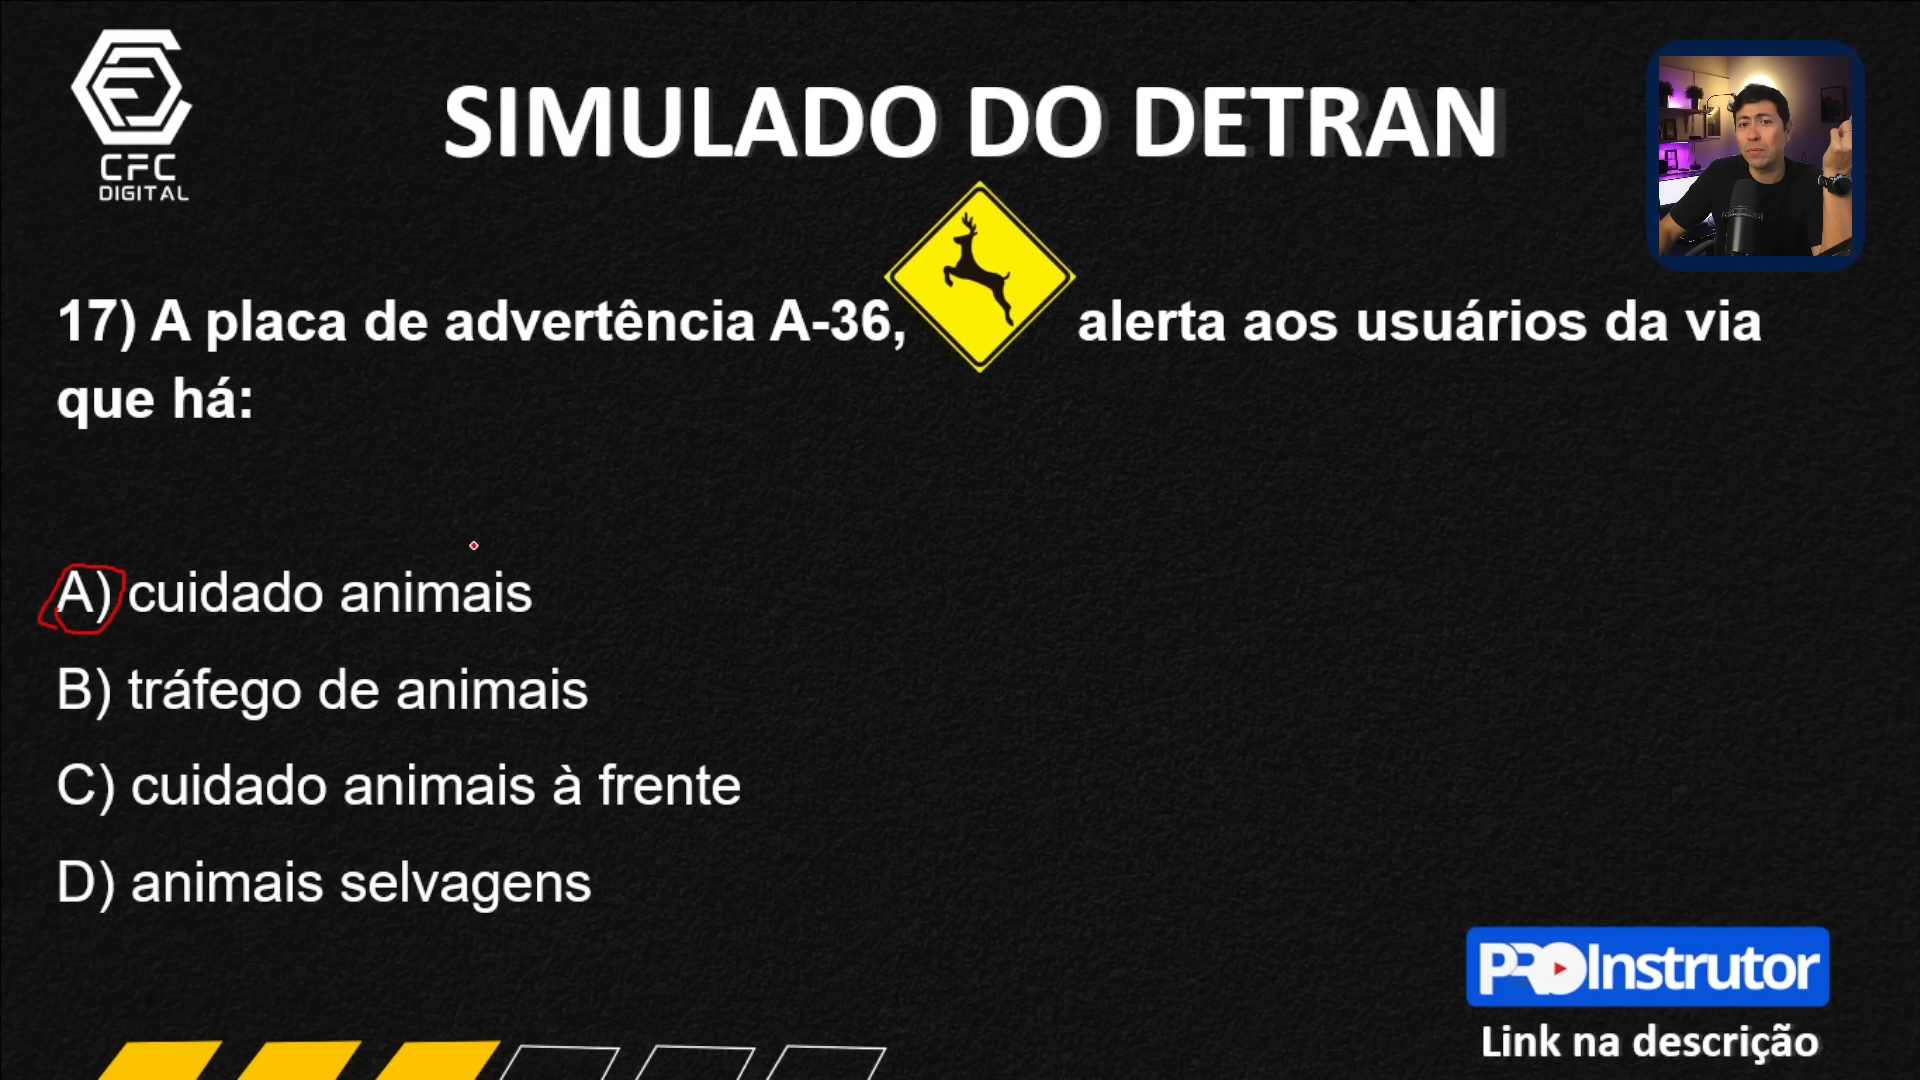 CFC
DIGITAL
SIMULADO DO DETRAN
17) A placa de advertência A-36, alerta aos usuários da via
que há:
A) cuidado animais
B) tráfego de animais
C) cuidado animais à frente
D) animais selvagens
PROInstrutor
Link na descrição